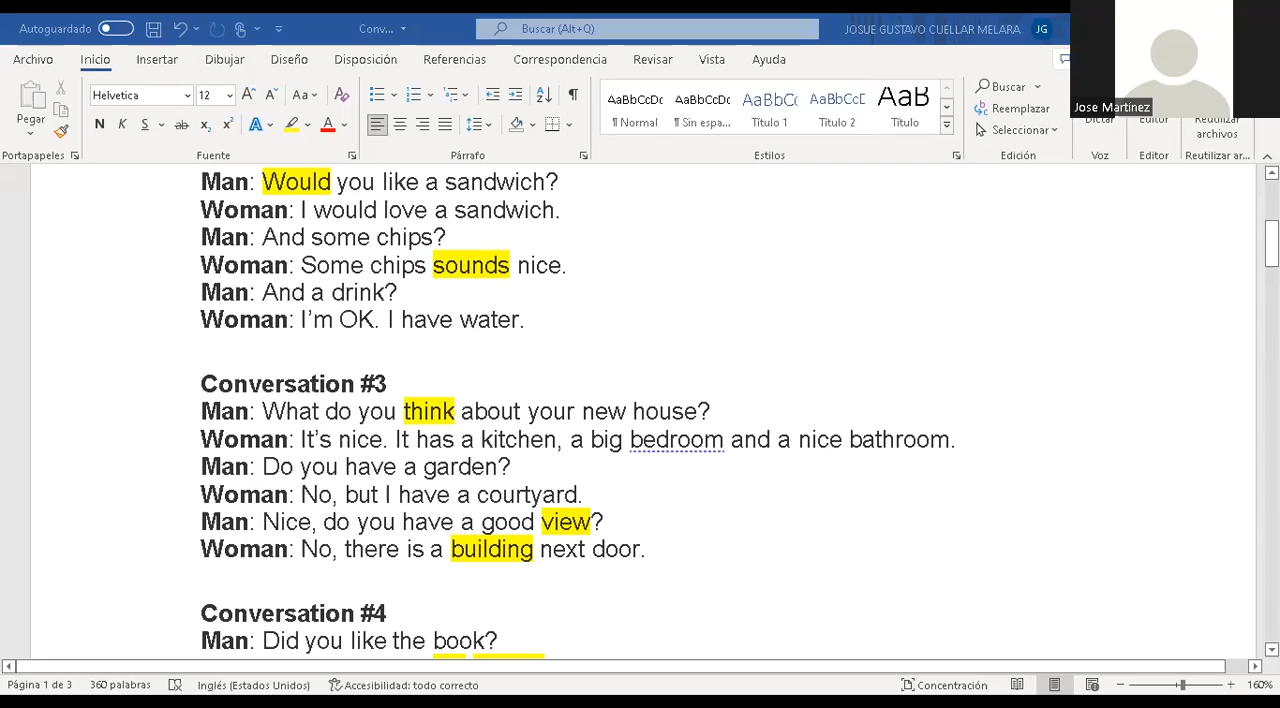 Autoguardado
Conv...
Buscar (Alt+Q)
JOSUE GUSTAVO CUELLAR MELARA
JG
Jose Martínez
Archivo
Inicio
Insertar
Dibujar
Diseño
Disposición
Referencias
Correspondencia
Revisar
Vista
Ayuda
Pegar
Portapapeles
Helvetica
12
Aa
N K S ab x₂ x²
Fuente
Párrafo
AaBbCcDc
AaBbCcDc
AaBbC
AaBbCcD
AaB
¶ Normal
¶ Sin espa...
Título 1
Título 2
Título
Estilos
Buscar
Reemplazar
Seleccionar
Edición
Dictar
Voz
Editor
Editor
Reutilizar
archivos
Reutilizar ar...
Man: Would you like a sandwich?
Woman: I would love a sandwich.
Man: And some chips?
Woman: Some chips sounds nice.
Man: And a drink?
Woman: I’m OK. I have water.
Conversation #3
Man: What do you think about your new house?
Woman: It’s nice. It has a kitchen, a big bedroom and a nice bathroom.
Man: Do you have a garden?
Woman: No, but I have a courtyard.
Man: Nice, do you have a good view?
Woman: No, there is a building next door.
Conversation #4
Man: Did you like the book?
Página 1 de 3
360 palabras
Inglés (Estados Unidos)
Accesibilidad: todo correcto
Concentración
160%